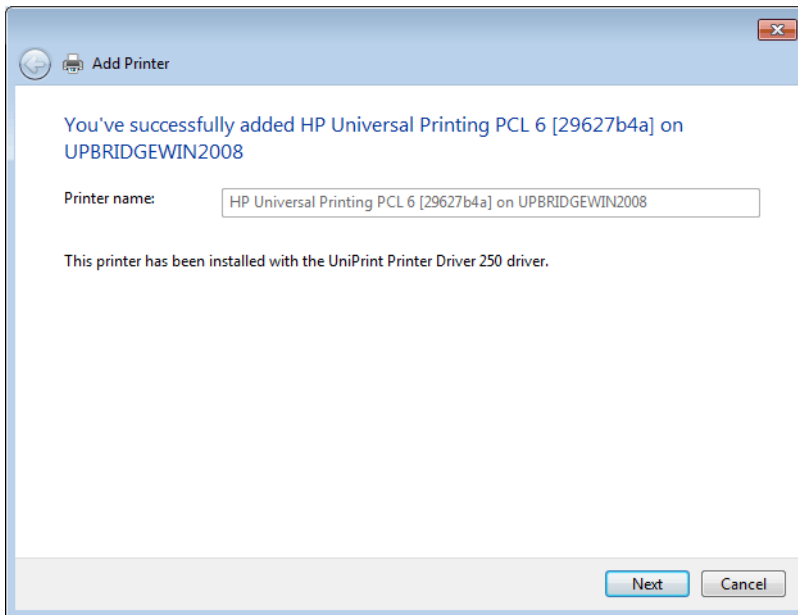 Add Printer
You've successfully added HP Universal Printing PCL 6 [29627b4a] on
UPBRIDGEWIN2008
Printer name: HP Universal Printing PCL 6 [29627b4a] on UPBRIDGEWIN2008
This printer has been installed with the UniPrint Printer Driver 250 driver.
Next Cancel